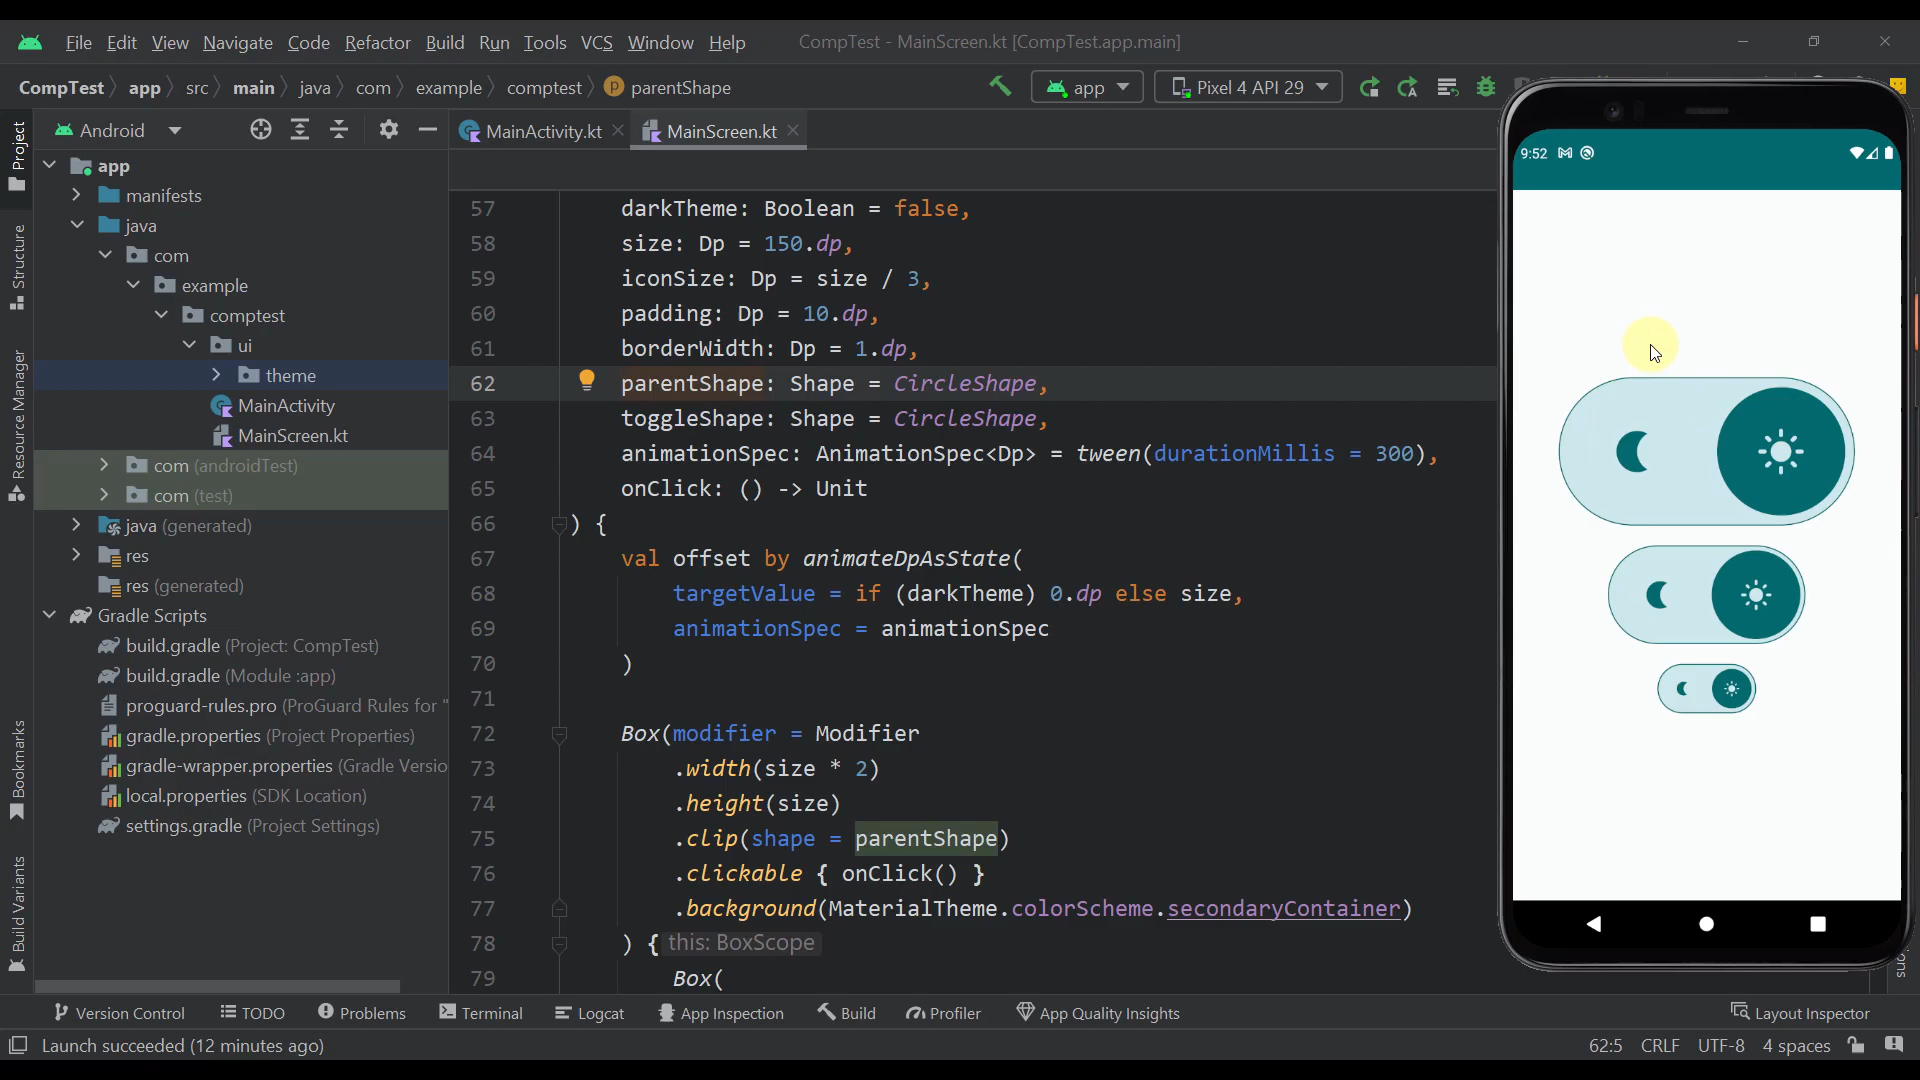 File Edit View Navigate Code Refactor Build Run Tools VCS Window Help CompTest - MainScreen.kt [CompTest.app.main]
CompTest app src main java com example comptest parentShape app Pixel 4 API 29
Project
Structure
Resource Manager
Bookmarks
Build Variants
Android
app
manifests
java
com
example
comptest
ui
theme
MainActivity
MainScreen.kt
com (androidTest)
com (test)
java (generated)
res
res (generated)
Gradle Scripts
build.gradle (Project: CompTest)
build.gradle (Module :app)
proguard-rules.pro (ProGuard Rules for "
gradle.properties (Project Properties)
gradle-wrapper.properties (Gradle Versio
local.properties (SDK Location)
settings.gradle (Project Settings)
MainActivity.kt MainScreen.kt
57 darkTheme: Boolean = false,
58 size: Dp = 150.dp,
59 iconSize: Dp = size / 3,
60 padding: Dp = 10.dp,
61 borderWidth: Dp = 1.dp,
62 parentShape: Shape = CircleShape,
63 toggleShape: Shape = CircleShape,
64 animationSpec: AnimationSpec<Dp> = tween(durationMillis = 300),
65 onClick: () -> Unit
66 ) {
67 val offset by animateDpAsState(
68 targetValue = if (darkTheme) 0.dp else size,
69 animationSpec = animationSpec
70 )
71
72 Box(modifier = Modifier
73 .width(size * 2)
74 .height(size)
75 .clip(shape = parentShape)
76 .clickable { onClick() }
77 .background(MaterialTheme.colorScheme.secondaryContainer)
78 ) { this: BoxScope
79 Box(
9:52
Version Control TODO Problems Terminal Logcat App Inspection Build Profiler App Quality Insights Layout Inspector
Launch succeeded (12 minutes ago) 62:5 CRLF UTF-8 4 spaces